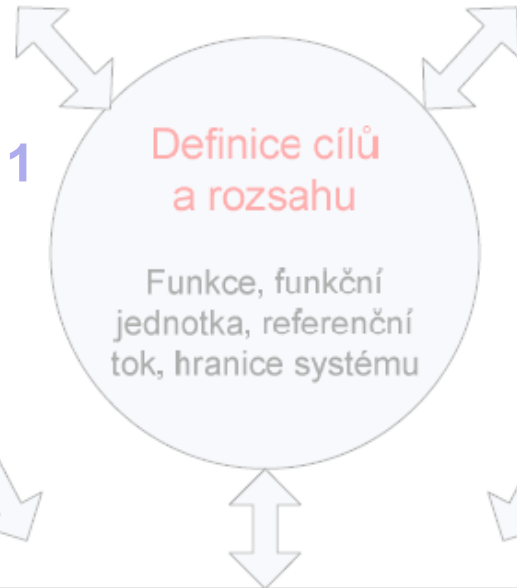 1
Definice cílů
a rozsahu
Funkce, funkční
jednotka, referenční
tok, hranice systému